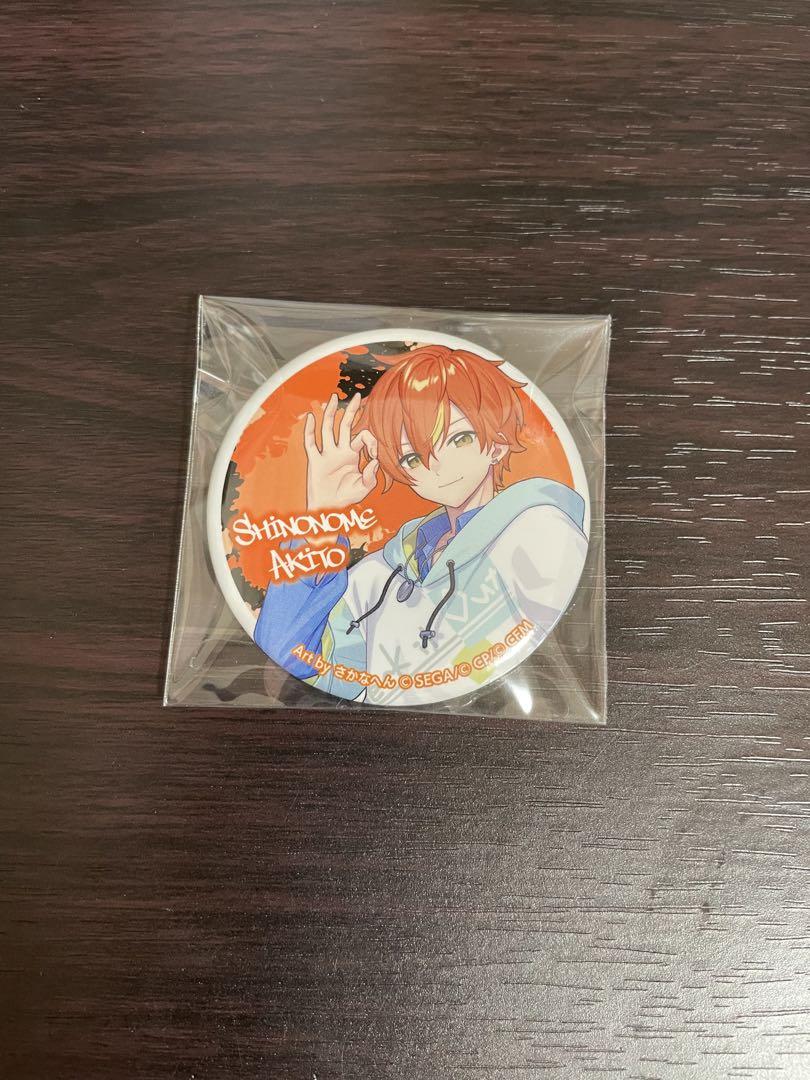 SHINONOME
AKITO
Art by さかなへん © SEGA/© CP/© CFM